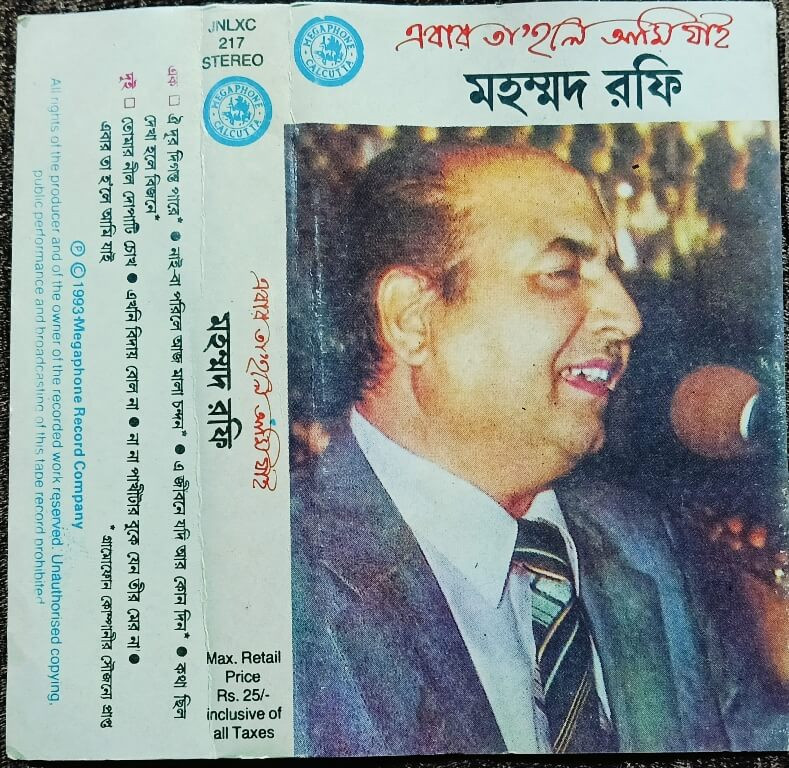 এবার তা'হলে আমি যাই
মহম্মদ রফি
MEGAPHONE
CALCUTTA
JNLXC
217
STEREO
MEGAPHONE
CALCUTTA
এবার তা'হলে আমি যাই
মহম্মদ রফি
Max. Retail
Price
Rs. 25/-
inclusive of
all Taxes
এক □ ঐ দূর দিগন্ত পারে* ● নাই-বা পরিলে আজ মালা চন্দন* ● এ জীবনে যদি আর কোন দিন* ● কথা ছিল
দেখা হলে বিজনে*
দুই □ তোমার নীল দোপাটি চোখ ● এখনি বিদায় বোল না ● না না পাখীটার বুকে যেন তীর মের না ●
এবার তা হ'লে আমি যাই
* গ্রামোফোন কোম্পানীর সৌজন্যে প্রাপ্ত
Ⓟ © 1993-Megaphone Record Company
All rights of the producer and of the owner of the recorded work reserved. Unauthorised copying,
public performance and broadcasting of this tape record prohibited